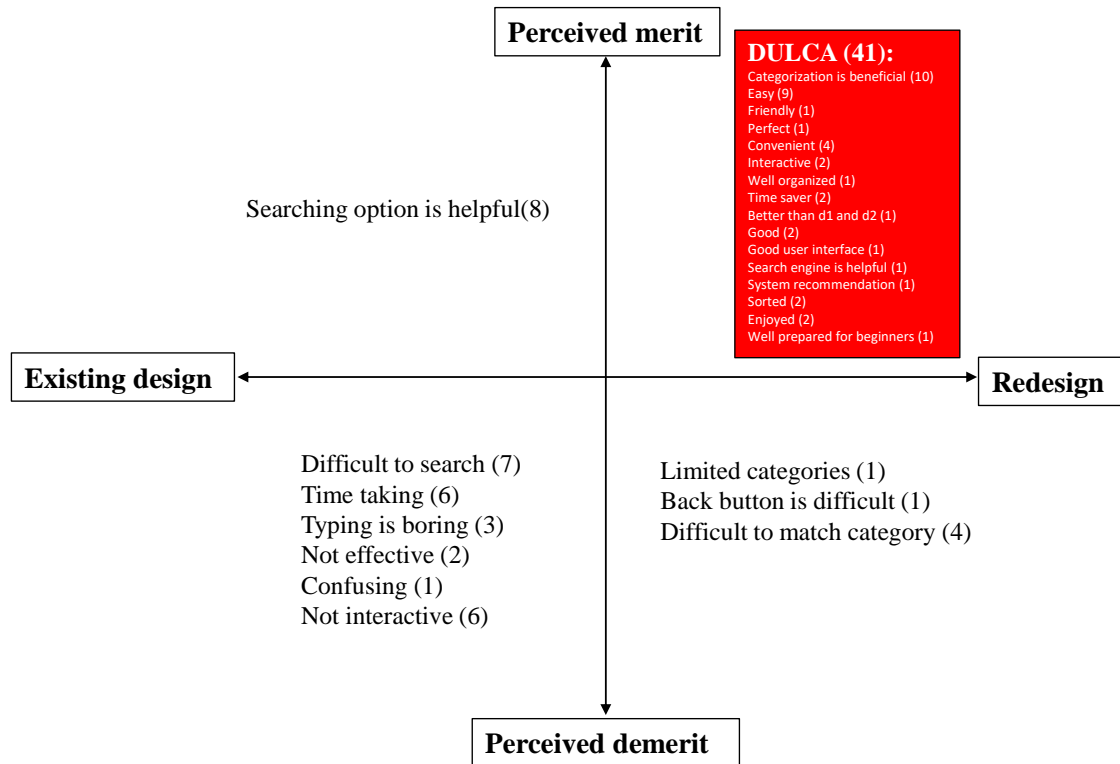 Perceived merit
DULCA (41):
Categorization is beneficial (10)
Easy (9)
Friendly (1)
Perfect (1)
Convenient (4)
Interactive (2)
Well organized (1)
Time saver (2)
Better than d1 and d2 (1)
Good (2)
Good user interface (1)
Search engine is helpful (1)
System recommendation (1)
Sorted (2)
Enjoyed (2)
Well prepared for beginners (1)
Searching option is helpful(8)
Existing design
Redesign
Difficult to search (7)
Time taking (6)
Typing is boring (3)
Not effective (2)
Confusing (1)
Not interactive (6)
Limited categories (1)
Back button is difficult (1)
Difficult to match category (4)
Perceived demerit